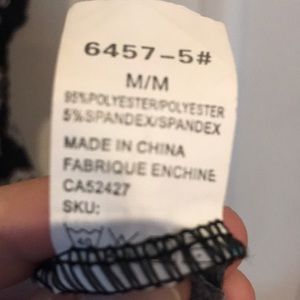 6457-5#
M/M
95%POLYESTER/POLYESTER
5%SPANDEX/SPANDEX
MADE IN CHINA
FABRIQUE ENCHINE
CA52427
SKU: